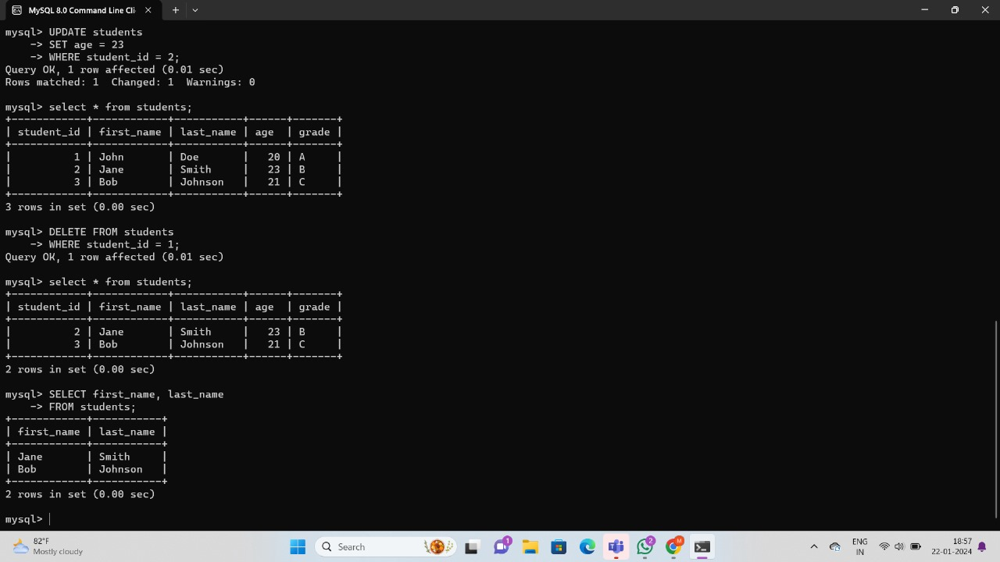 MySQL 8.0 Command Line Cli
mysql> UPDATE students
    -> SET age = 23
    -> WHERE student_id = 2;
Query OK, 1 row affected (0.01 sec)
Rows matched: 1  Changed: 1  Warnings: 0
mysql> select * from students;
+------------+------------+-----------+------+-------+
| student_id | first_name | last_name | age  | grade |
+------------+------------+-----------+------+-------+
|          1 | John       | Doe       |   20 | A     |
|          2 | Jane       | Smith     |   23 | B     |
|          3 | Bob        | Johnson   |   21 | C     |
+------------+------------+-----------+------+-------+
3 rows in set (0.00 sec)
mysql> DELETE FROM students
    -> WHERE student_id = 1;
Query OK, 1 row affected (0.01 sec)
mysql> select * from students;
+------------+------------+-----------+------+-------+
| student_id | first_name | last_name | age  | grade |
+------------+------------+-----------+------+-------+
|          2 | Jane       | Smith     |   23 | B     |
|          3 | Bob        | Johnson   |   21 | C     |
+------------+------------+-----------+------+-------+
2 rows in set (0.00 sec)
mysql> SELECT first_name, last_name
    -> FROM students;
+------------+-----------+
| first_name | last_name |
+------------+-----------+
| Jane       | Smith     |
| Bob        | Johnson   |
+------------+-----------+
2 rows in set (0.00 sec)
mysql>
82°F
Mostly cloudy
Search
1
2
M
ENG
IN
18:57
22-01-2024